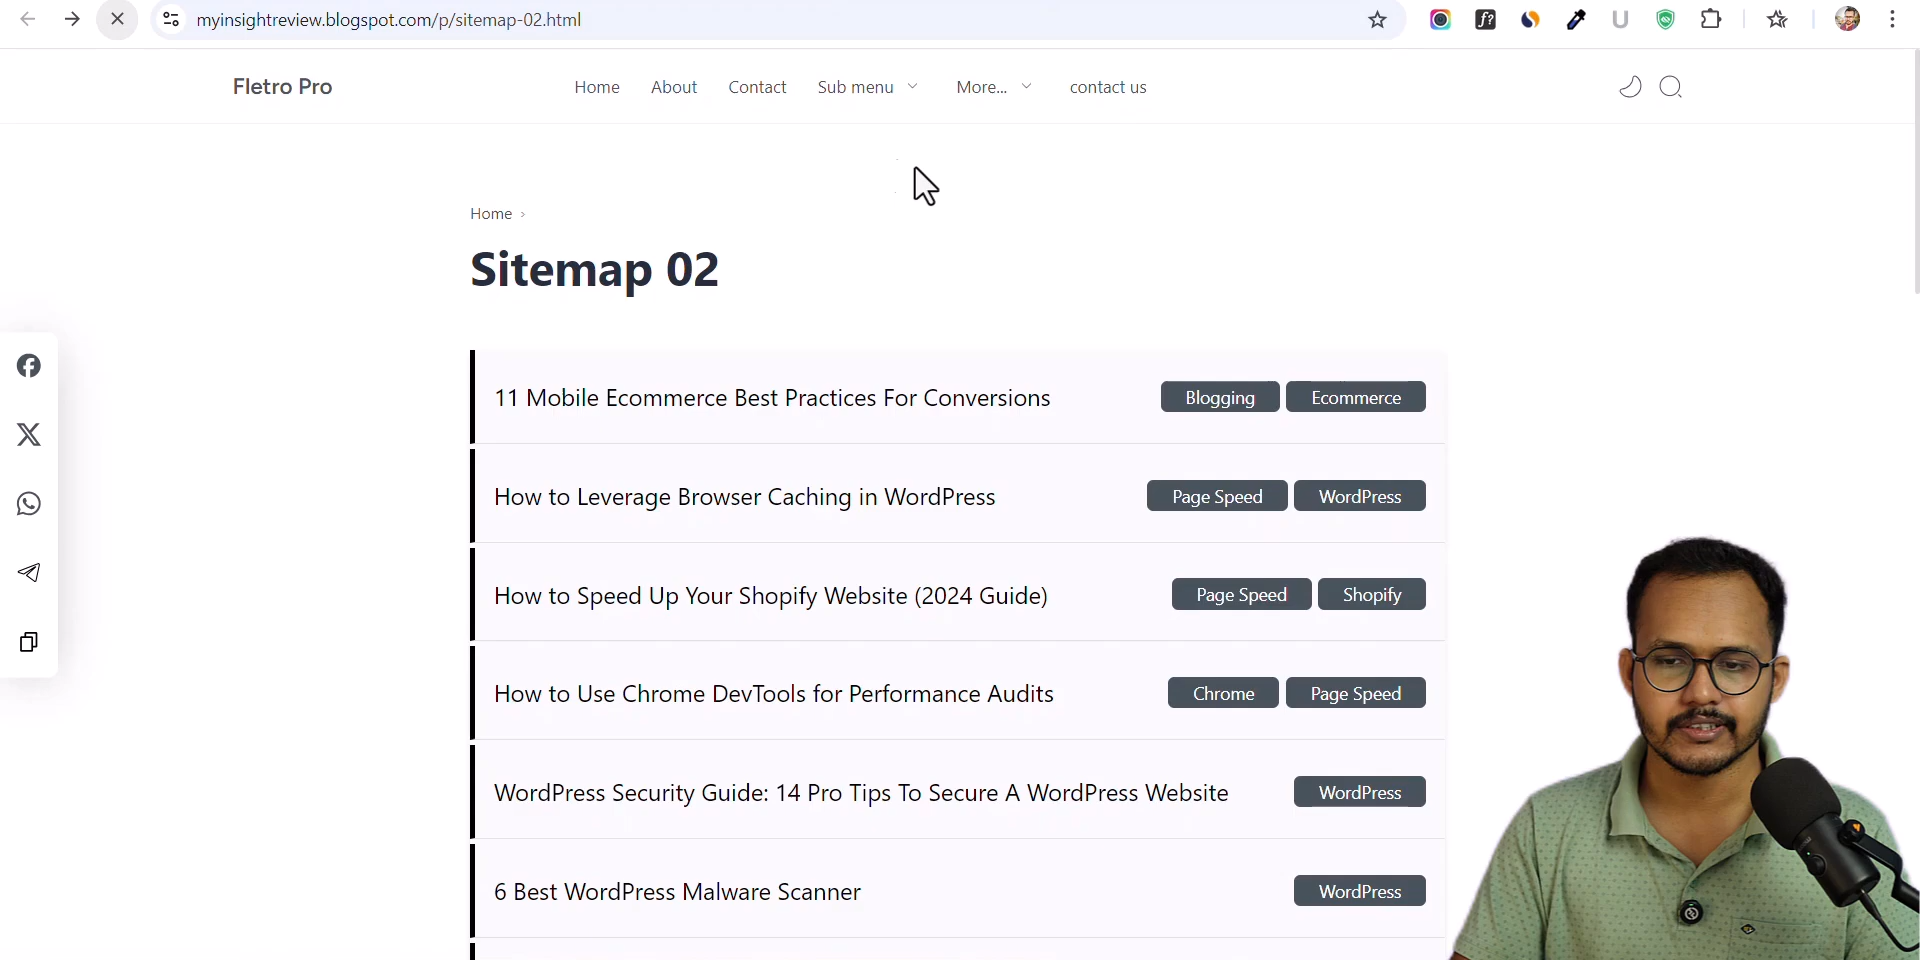 myinsightreview.blogspot.com/p/sitemap-02.html
f?
U
Fletro Pro
Home About Contact Sub menu More... contact us
Home ›
Sitemap 02
11 Mobile Ecommerce Best Practices For Conversions Blogging Ecommerce
How to Leverage Browser Caching in WordPress Page Speed WordPress
How to Speed Up Your Shopify Website (2024 Guide) Page Speed Shopify
How to Use Chrome DevTools for Performance Audits Chrome Page Speed
WordPress Security Guide: 14 Pro Tips To Secure A WordPress Website WordPress
6 Best WordPress Malware Scanner WordPress